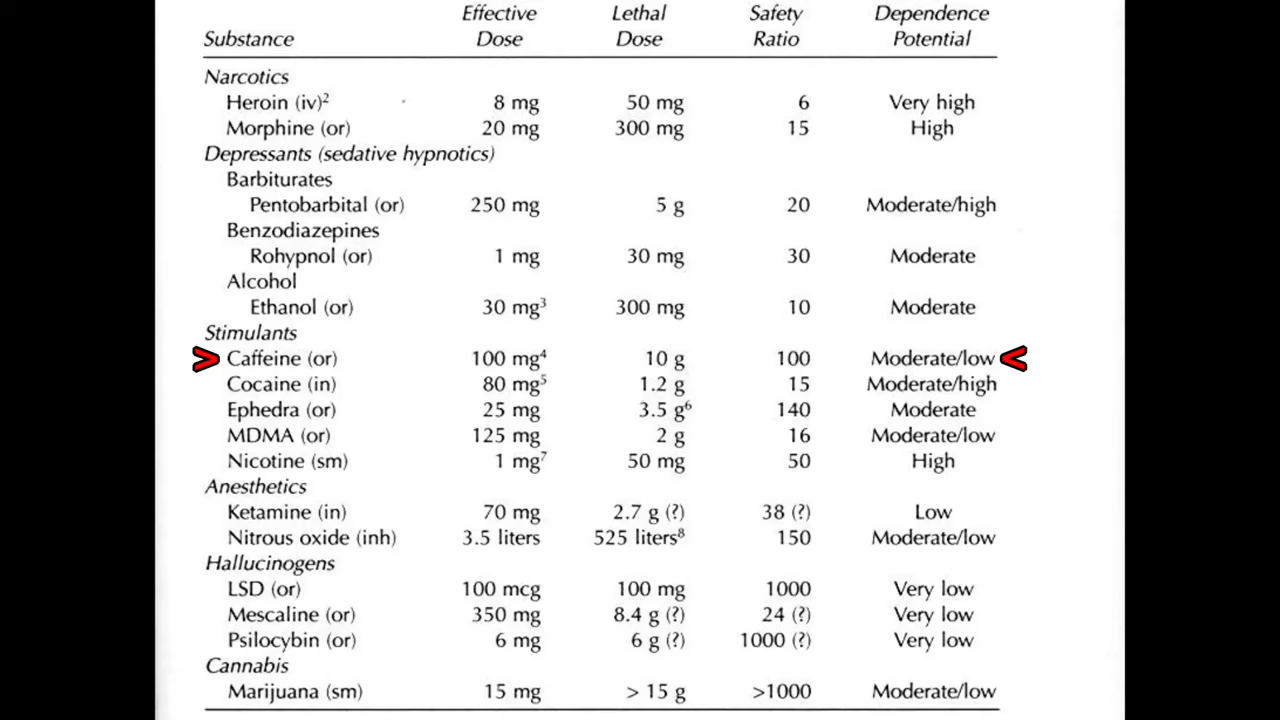 Effective Lethal Safety Dependence
Substance Dose Dose Ratio Potential
Narcotics
Heroin (iv)² 8 mg 50 mg 6 Very high
Morphine (or) 20 mg 300 mg 15 High
Depressants (sedative hypnotics)
Barbiturates
Pentobarbital (or) 250 mg 5 g 20 Moderate/high
Benzodiazepines
Rohypnol (or) 1 mg 30 mg 30 Moderate
Alcohol
Ethanol (or) 30 mg³ 300 mg 10 Moderate
Stimulants
> Caffeine (or) 100 mg⁴ 10 g 100 Moderate/low <
Cocaine (in) 80 mg⁵ 1.2 g 15 Moderate/high
Ephedra (or) 25 mg 3.5 g⁶ 140 Moderate
MDMA (or) 125 mg 2 g 16 Moderate/low
Nicotine (sm) 1 mg⁷ 50 mg 50 High
Anesthetics
Ketamine (in) 70 mg 2.7 g (?) 38 (?) Low
Nitrous oxide (inh) 3.5 liters 525 liters⁸ 150 Moderate/low
Hallucinogens
LSD (or) 100 mcg 100 mg 1000 Very low
Mescaline (or) 350 mg 8.4 g (?) 24 (?) Very low
Psilocybin (or) 6 mg 6 g (?) 1000 (?) Very low
Cannabis
Marijuana (sm) 15 mg > 15 g >1000 Moderate/low